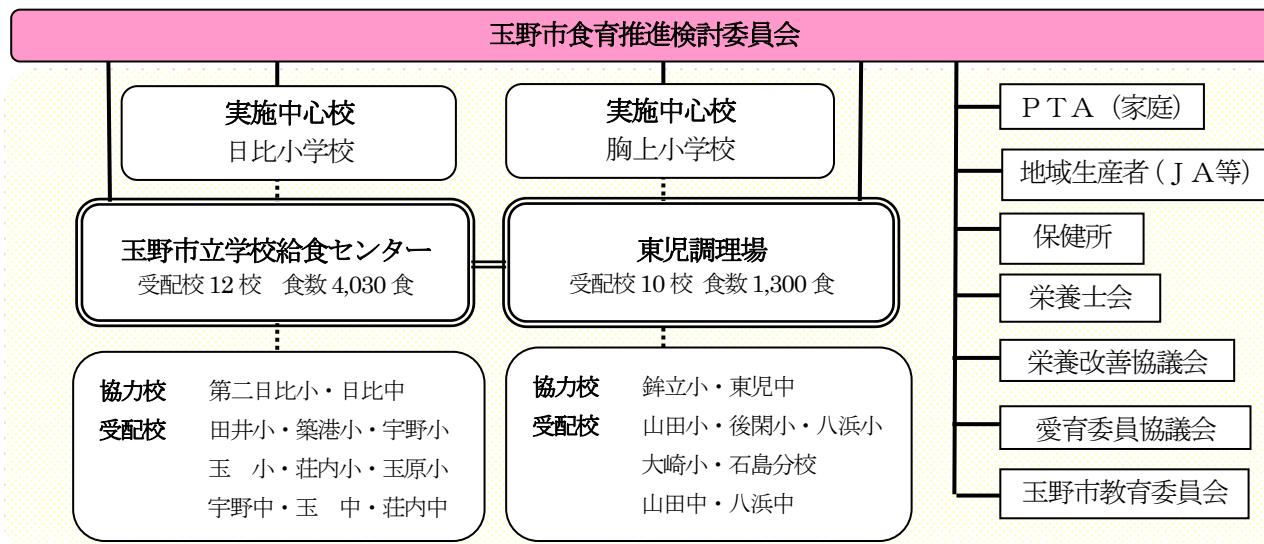 玉野市食育推進検討委員会
実施中心校
日比小学校
実施中心校
胸上小学校
玉野市立学校給食センター
受配校 12 校　食数 4,030 食
東児調理場
受配校 10 校 食数 1,300 食
協力校　第二日比小・日比中
受配校　田井小・築港小・宇野小
玉　小・荘内小・玉原小
宇野中・玉　中・荘内中
協力校　鉾立小・東児中
受配校　山田小・後閑小・八浜小
大崎小・石島分校
山田中・八浜中
ＰＴＡ（家庭）
地域生産者（ＪＡ等）
保健所
栄養士会
栄養改善協議会
愛育委員協議会
玉野市教育委員会